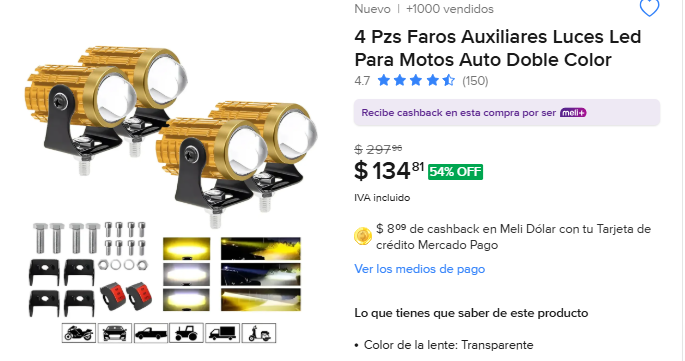 Nuevo | +1000 vendidos
4 Pzs Faros Auxiliares Luces Led
Para Motos Auto Doble Color
4.7 (150)
Recibe cashback en esta compra por ser meli+
$ 297 96
$ 134 81 54% OFF
IVA incluido
$ 8 09 de cashback en Meli Dólar con tu Tarjeta de
crédito Mercado Pago
Ver los medios de pago
Lo que tienes que saber de este producto
• Color de la lente: Transparente